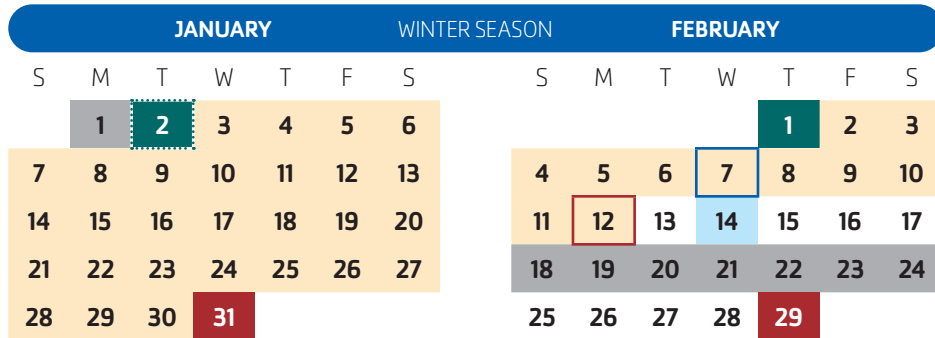 JANUARY WINTER SEASON FEBRUARY
S M T W T F S S M T W T F S
1 2 3 4 5 6 1 2 3
7 8 9 10 11 12 13 4 5 6 7 8 9 10
14 15 16 17 18 19 20 11 12 13 14 15 16 17
21 22 23 24 25 26 27 18 19 20 21 22 23 24
28 29 30 31 25 26 27 28 29